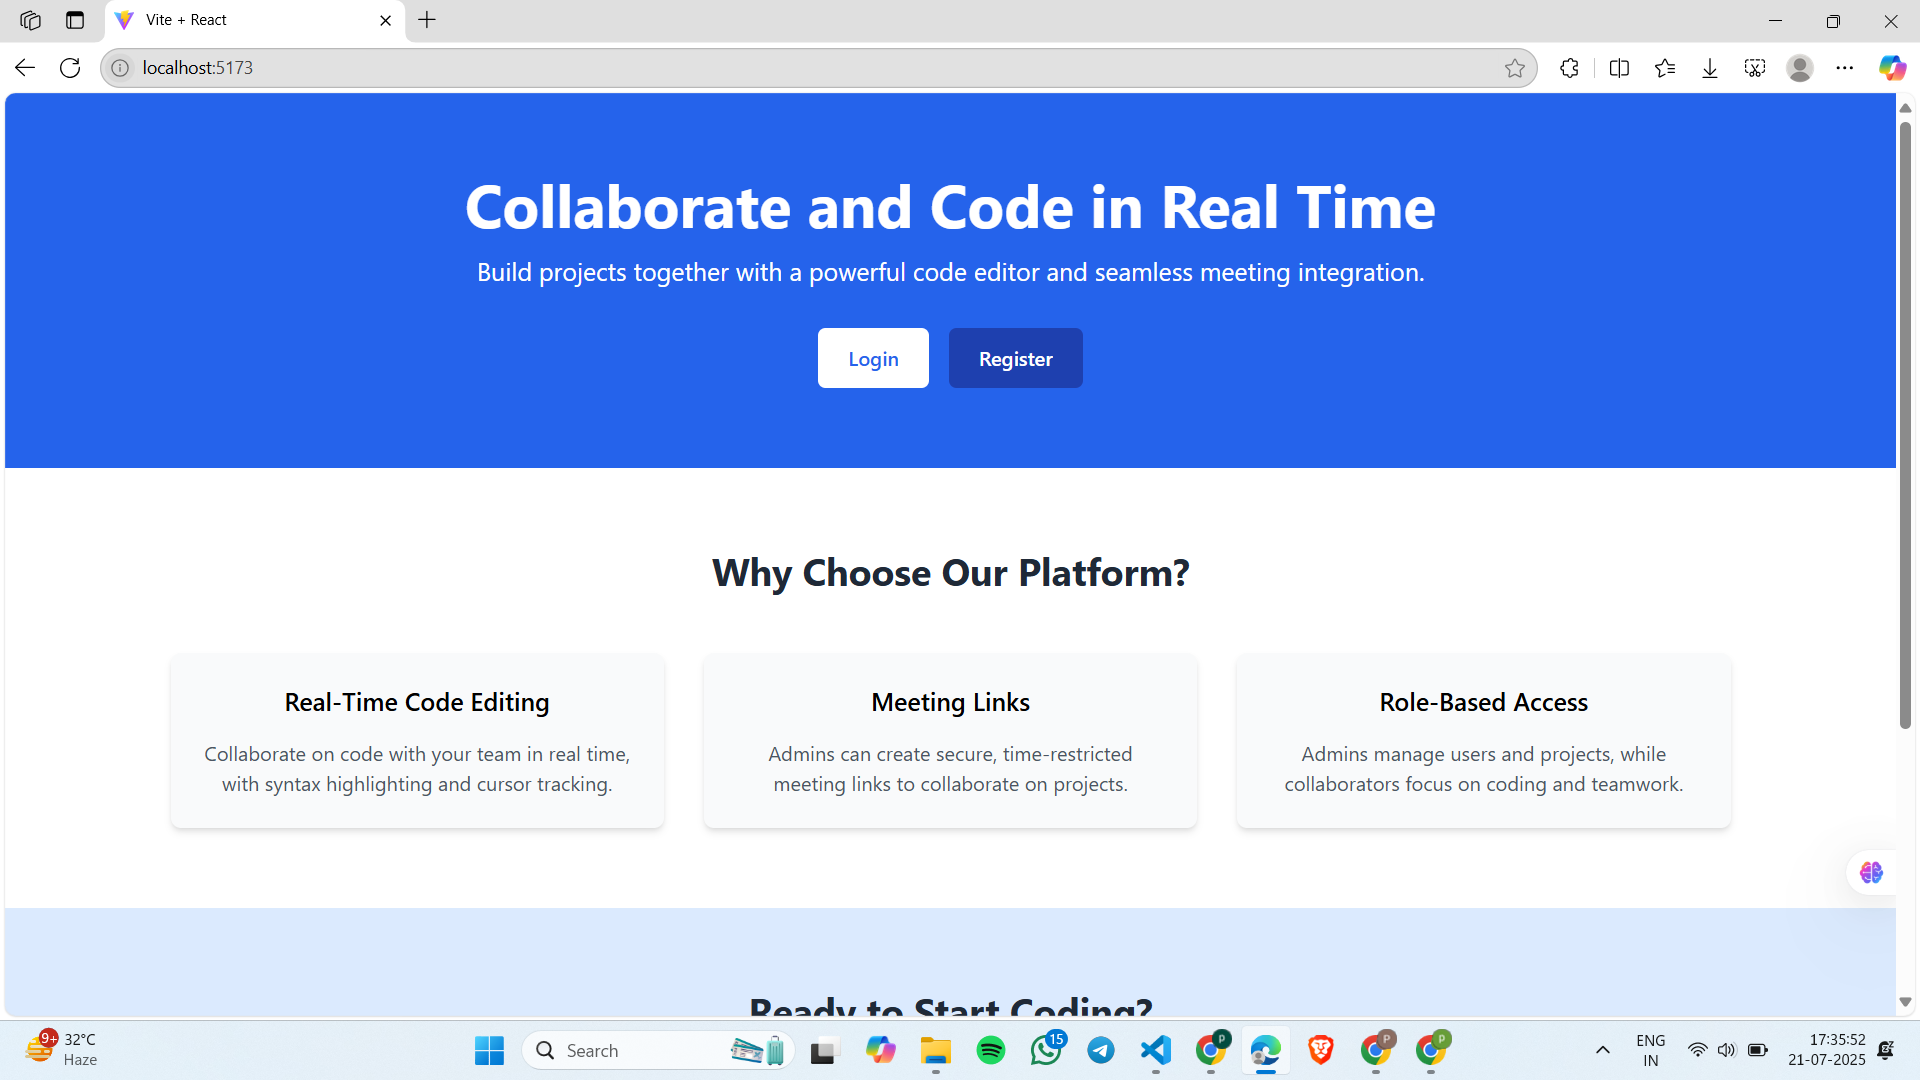 Vite + React
localhost:5173
Collaborate and Code in Real Time
Build projects together with a powerful code editor and seamless meeting integration.
Login
Register
Why Choose Our Platform?
Real-Time Code Editing
Collaborate on code with your team in real time,
with syntax highlighting and cursor tracking.
Meeting Links
Admins can create secure, time-restricted
meeting links to collaborate on projects.
Role-Based Access
Admins manage users and projects, while
collaborators focus on coding and teamwork.
Ready to Start Coding?
9+
32°C
Haze
Search
15
P
P
P
ENG
IN
17:35:52
21-07-2025